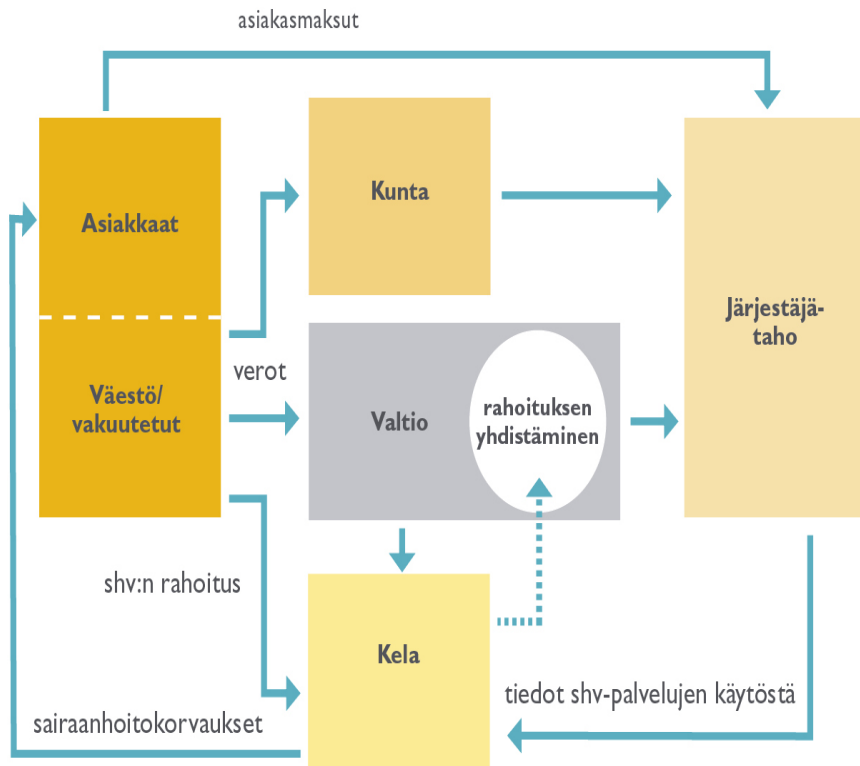 asiakasmaksut
Asiakkaat
Kunta
Järjestäjä-
taho
verot
Väestö/
vakuutetut
Valtio
rahoituksen
yhdistäminen
shv:n rahoitus
Kela
tiedot shv-palvelujen käytöstä
sairaanhoitokorvaukset